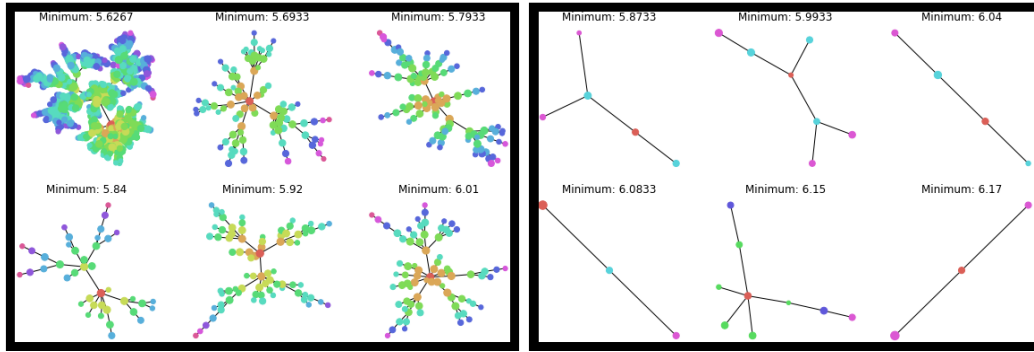 Minimum: 5.6267
Minimum: 5.6933
Minimum: 5.7933
Minimum: 5.84
Minimum: 5.92
Minimum: 6.01
Minimum: 5.8733
Minimum: 5.9933
Minimum: 6.04
Minimum: 6.0833
Minimum: 6.15
Minimum: 6.17